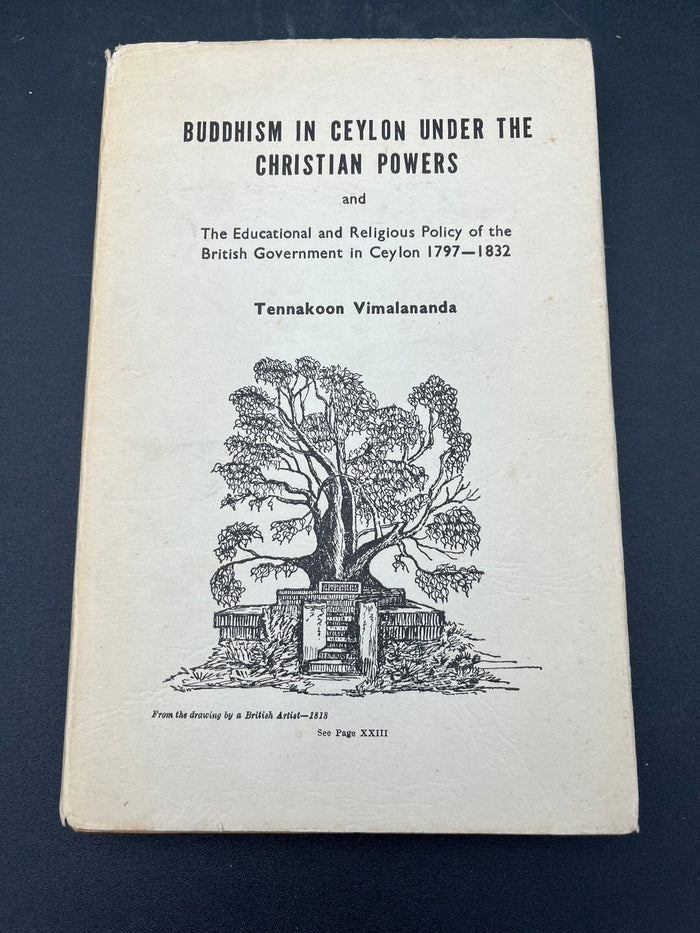 BUDDHISM IN CEYLON UNDER THE
CHRISTIAN POWERS
and
The Educational and Religious Policy of the
British Government in Ceylon 1797—1832
Tennakoon Vimalananda
From the drawing by a British Artist—1818
See Page XXIII